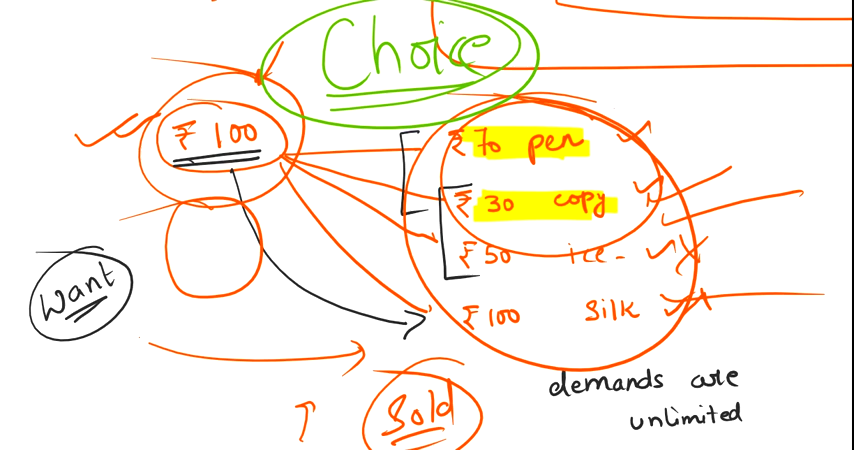 Choice
₹ 100
₹ 70 pen
₹ 30 copy
₹ 50 ice-
₹ 100 Silk
Want
demands are
unlimited
Sold